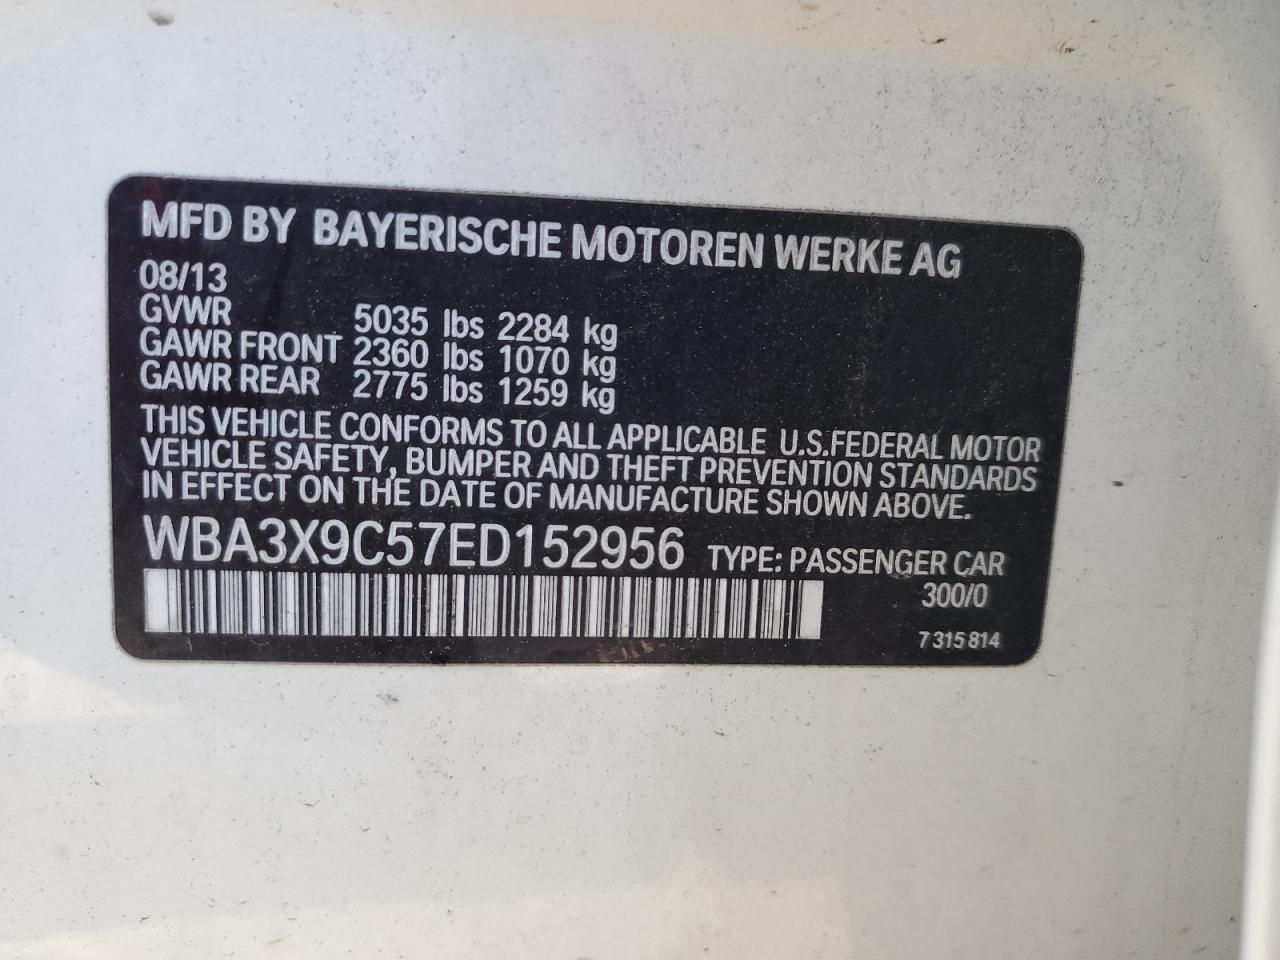 MFD BY BAYERISCHE MOTOREN WERKE AG
08/13
GVWR 5035 lbs 2284 kg
GAWR FRONT 2360 lbs 1070 kg
GAWR REAR 2775 lbs 1259 kg
THIS VEHICLE CONFORMS TO ALL APPLICABLE U.S.FEDERAL MOTOR
VEHICLE SAFETY, BUMPER AND THEFT PREVENTION STANDARDS
IN EFFECT ON THE DATE OF MANUFACTURE SHOWN ABOVE.
WBA3X9C57ED152956 TYPE: PASSENGER CAR
300/0
7 315 814